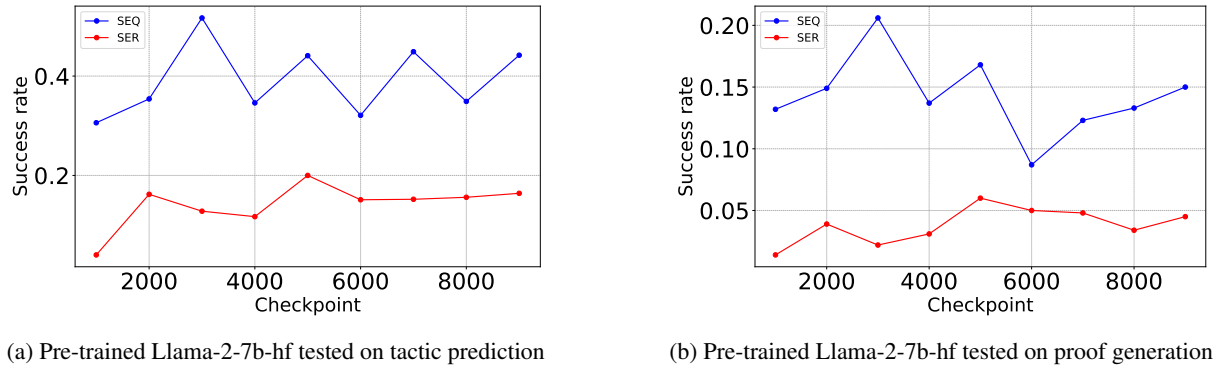 SEQ
SER
0.4
0.2
Success rate
2000 4000 6000 8000
Checkpoint
(a) Pre-trained Llama-2-7b-hf tested on tactic prediction
SEQ
SER
0.20
0.15
0.10
0.05
Success rate
2000 4000 6000 8000
Checkpoint
(b) Pre-trained Llama-2-7b-hf tested on proof generation